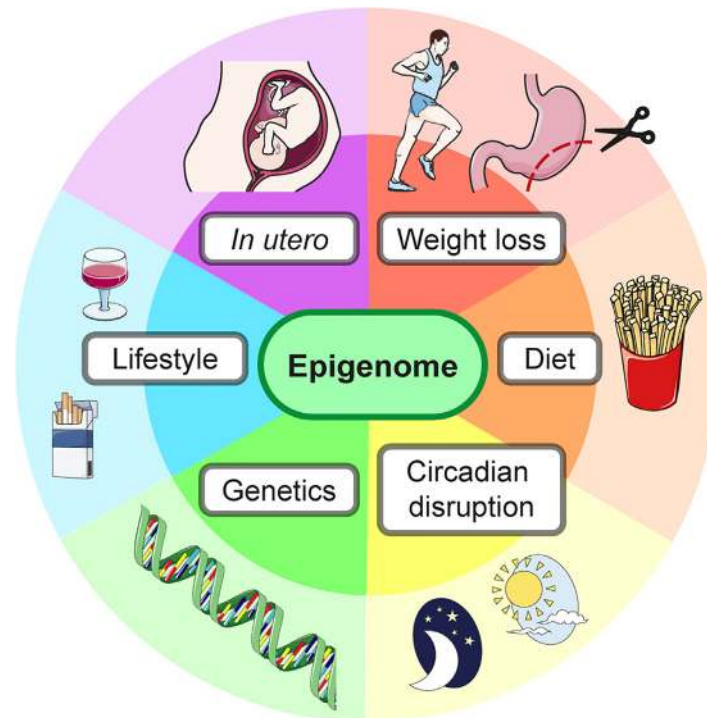 In utero
Weight loss
Lifestyle
Epigenome
Diet
Genetics
Circadian
disruption